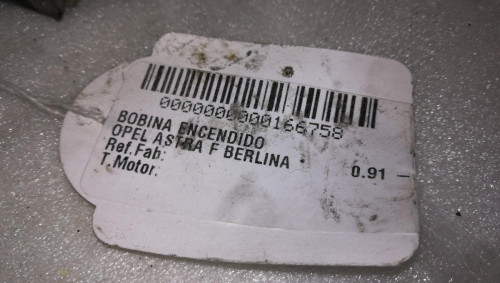 0000000000166758
BOBINA ENCENDIDO
OPEL ASTRA F BERLINA
Ref.Fab: 0.91 –
T.Motor: